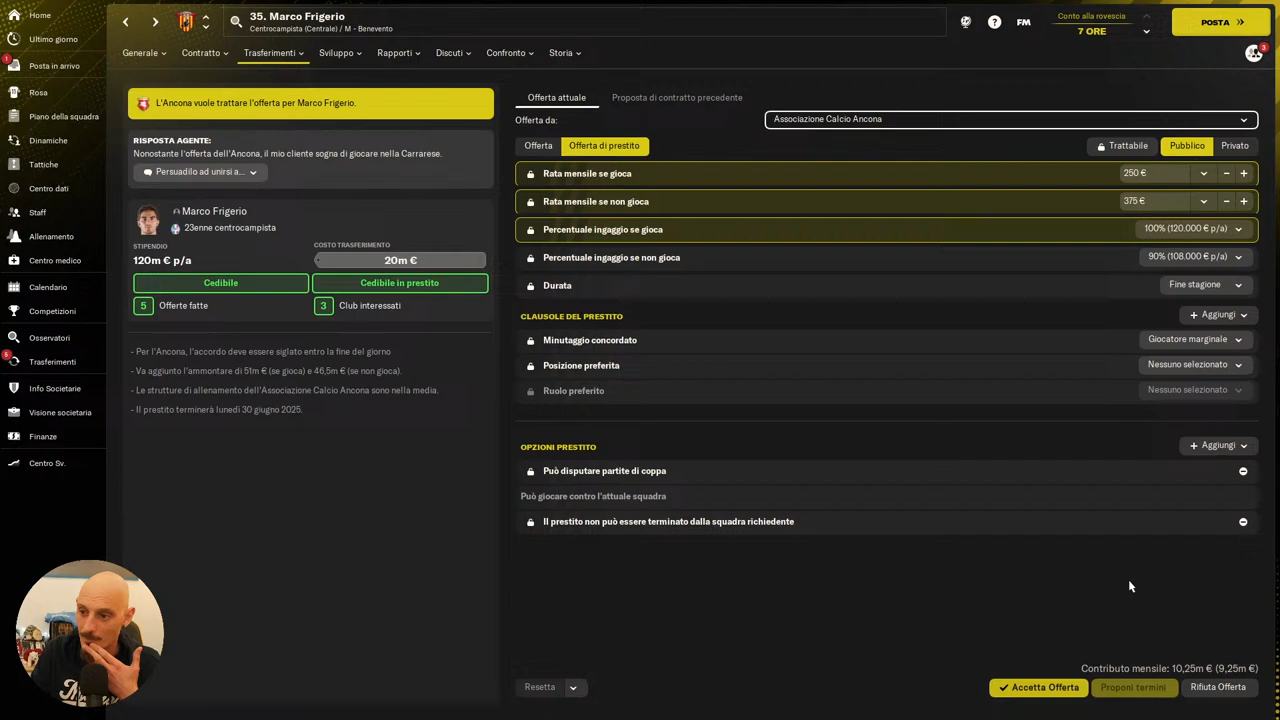 Home
Ultimo giorno
1
Posta in arrivo
Rosa
Piano della squadra
Dinamiche
Tattiche
Centro dati
Staff
Allenamento
Centro medico
Calendario
Competizioni
Osservatori
6
Trasferimenti
Info Societarie
Visione societaria
Finanze
Centro Sv.
35. Marco Frigerio
Centrocampista (Centrale) / M - Benevento
FM
Conto alla rovescia
7 ORE
POSTA
Generale
Contratto
Trasferimenti
Sviluppo
Rapporti
Discuti
Confronto
Storia
3
L'Ancona vuole trattare l'offerta per Marco Frigerio.
RISPOSTA AGENTE:
Nonostante l'offerta dell'Ancona, il mio cliente sogna di giocare nella Carrarese.
Persuadilo ad unirsi a...
Marco Frigerio
23enne centrocampista
STIPENDIO
COSTO TRASFERIMENTO
120m € p/a
20m €
Cedibile
Cedibile in prestito
5 Offerte fatte
3 Club interessati
- Per l'Ancona, l'accordo deve essere siglato entro la fine del giorno
- Va aggiunto l'ammontare di 51m € (se gioca) e 46,5m € (se non gioca).
- Le strutture di allenamento dell'Associazione Calcio Ancona sono nella media.
- Il prestito terminerà lunedì 30 giugno 2025.
Offerta attuale
Proposta di contratto precedente
Offerta da:
Associazione Calcio Ancona
Offerta
Offerta di prestito
Trattabile
Pubblico
Privato
Rata mensile se gioca
250 €
Rata mensile se non gioca
375 €
Percentuale ingaggio se gioca
100% (120.000 € p/a)
Percentuale ingaggio se non gioca
90% (108.000 € p/a)
Durata
Fine stagione
CLAUSOLE DEL PRESTITO
+ Aggiungi
Minutaggio concordato
Giocatore marginale
Posizione preferita
Nessuno selezionato
Ruolo preferito
Nessuno selezionato
OPZIONI PRESTITO
+ Aggiungi
Può disputare partite di coppa
Può giocare contro l'attuale squadra
Il prestito non può essere terminato dalla squadra richiedente
Contributo mensile: 10,25m € (9,25m €)
Resetta
Accetta Offerta
Proponi termini
Rifiuta Offerta